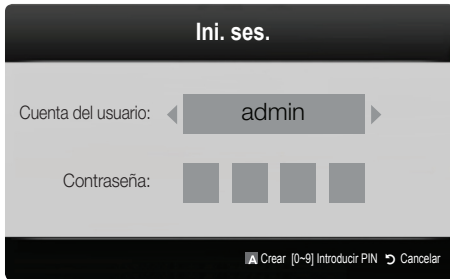 Ini. ses.
Cuenta del usuario: admin
Contraseña:
A Crear [0~9] Introducir PIN Cancelar